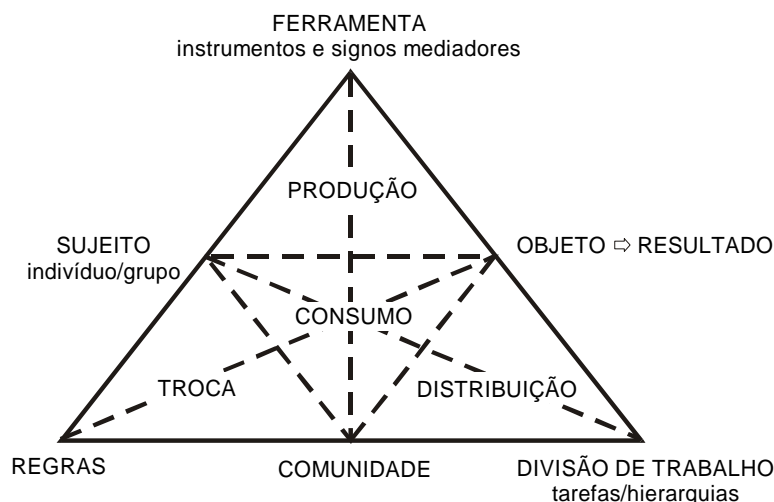 FERRAMENTA
instrumentos e signos mediadores
PRODUÇÃO
SUJEITO
indivíduo/grupo
OBJETO ⇨ RESULTADO
CONSUMO
TROCA
DISTRIBUIÇÃO
REGRAS
COMUNIDADE
DIVISÃO DE TRABALHO
tarefas/hierarquias